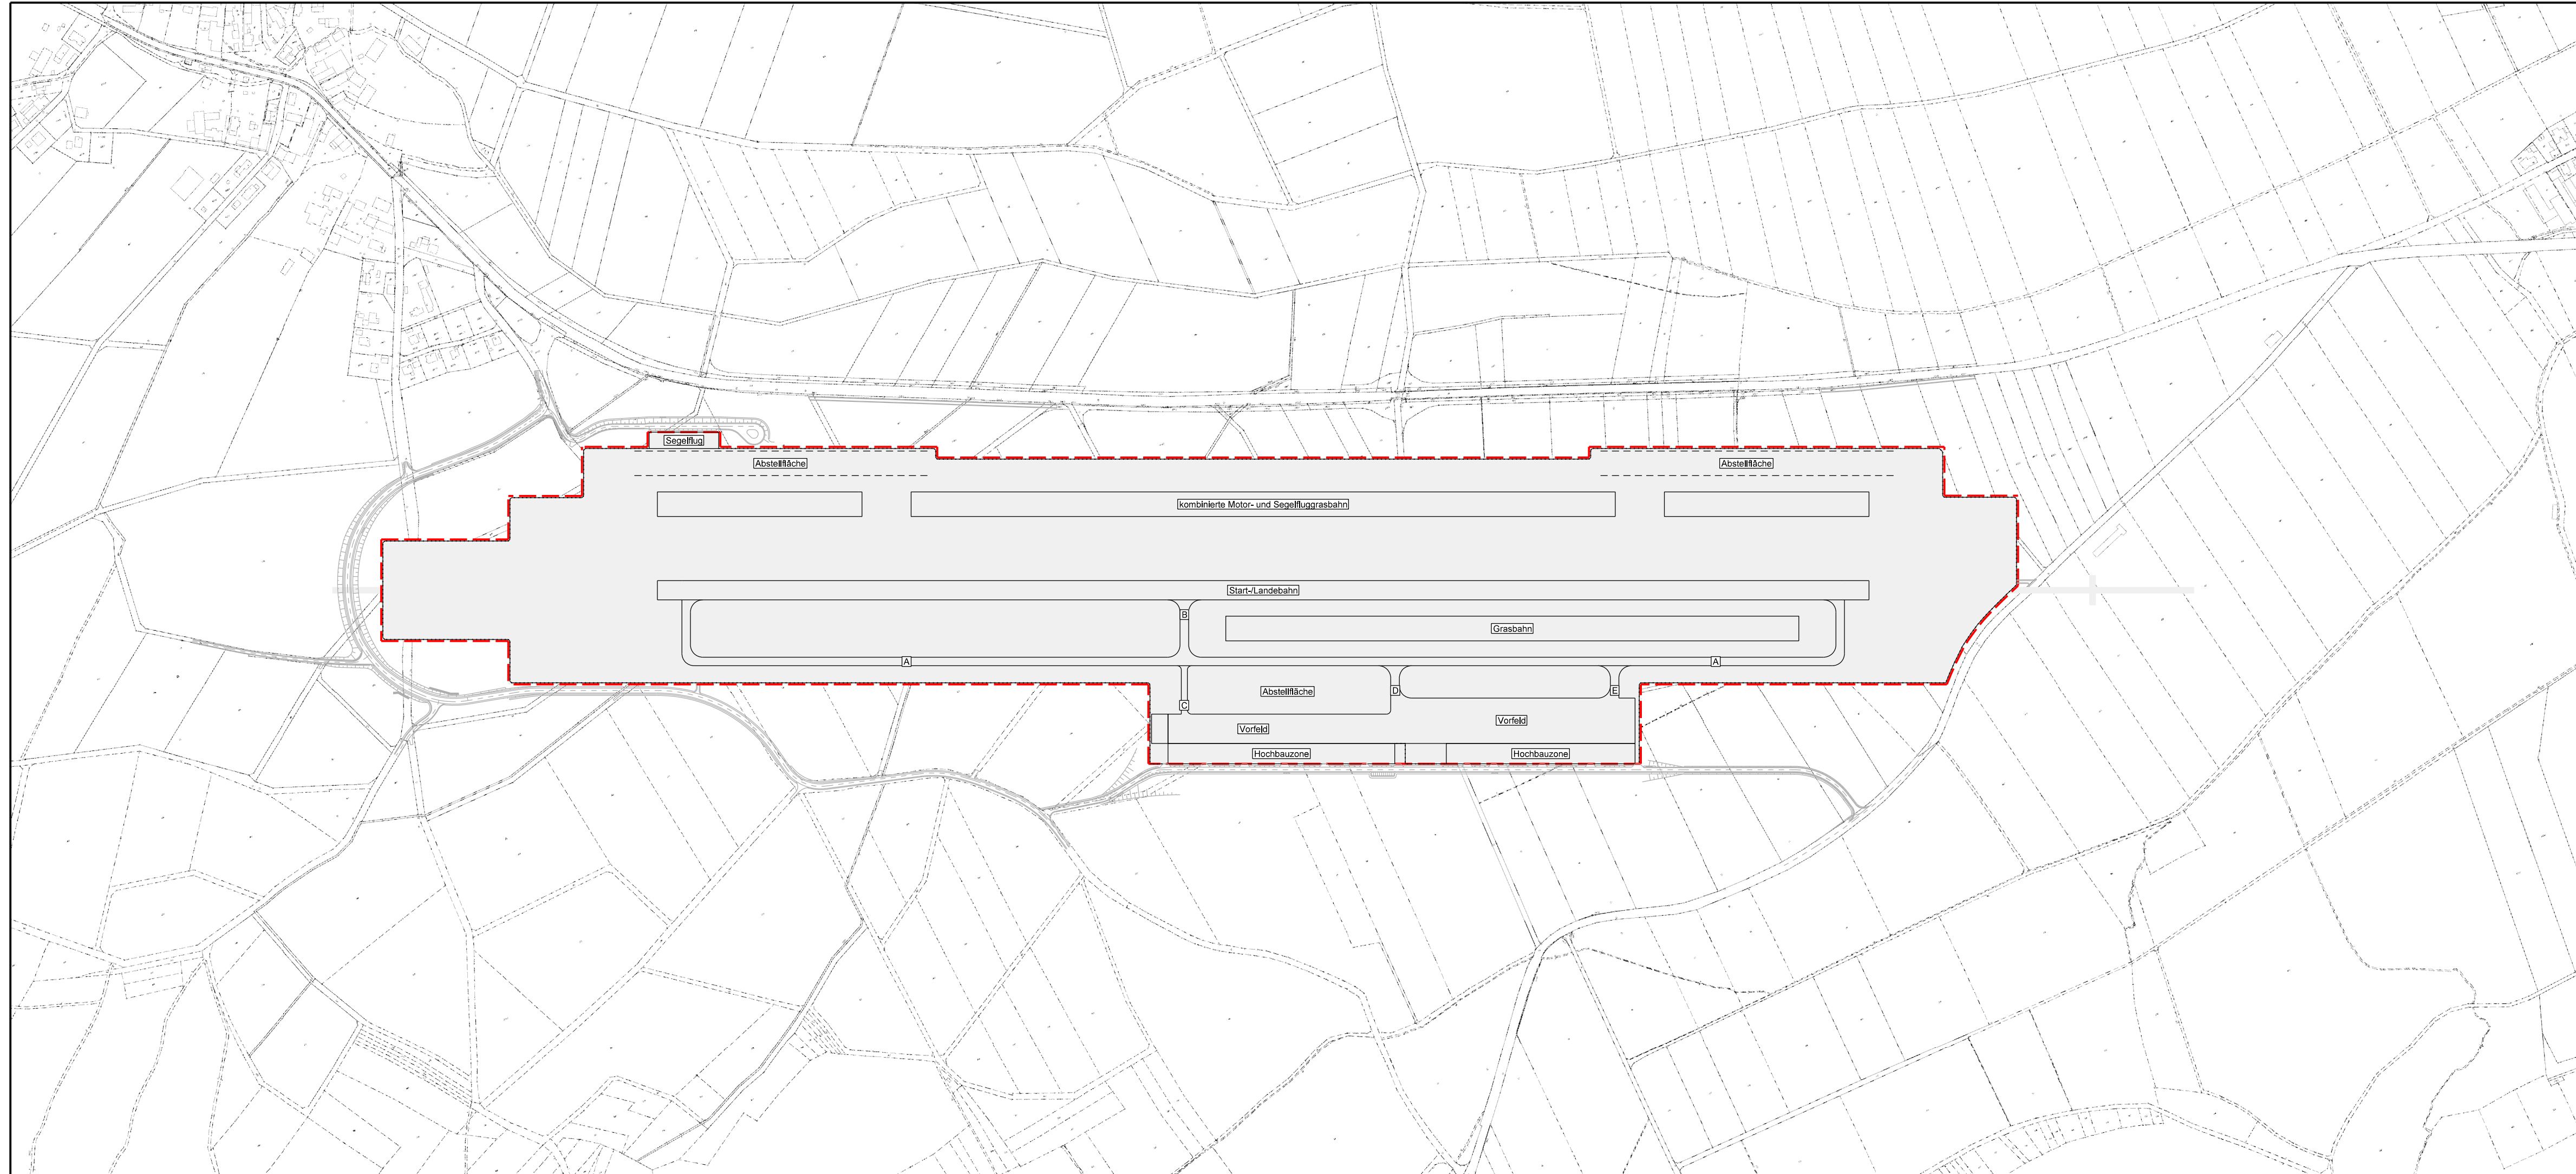 Segelflug
Abstellfläche
Abstellfläche
kombinierte Motor- und Segelfluggrasbahn
Start-/Landebahn
B
Grasbahn
A
A
Abstellfläche
D
E
C
Vorfeld
Vorfeld
Hochbauzone
Hochbauzone